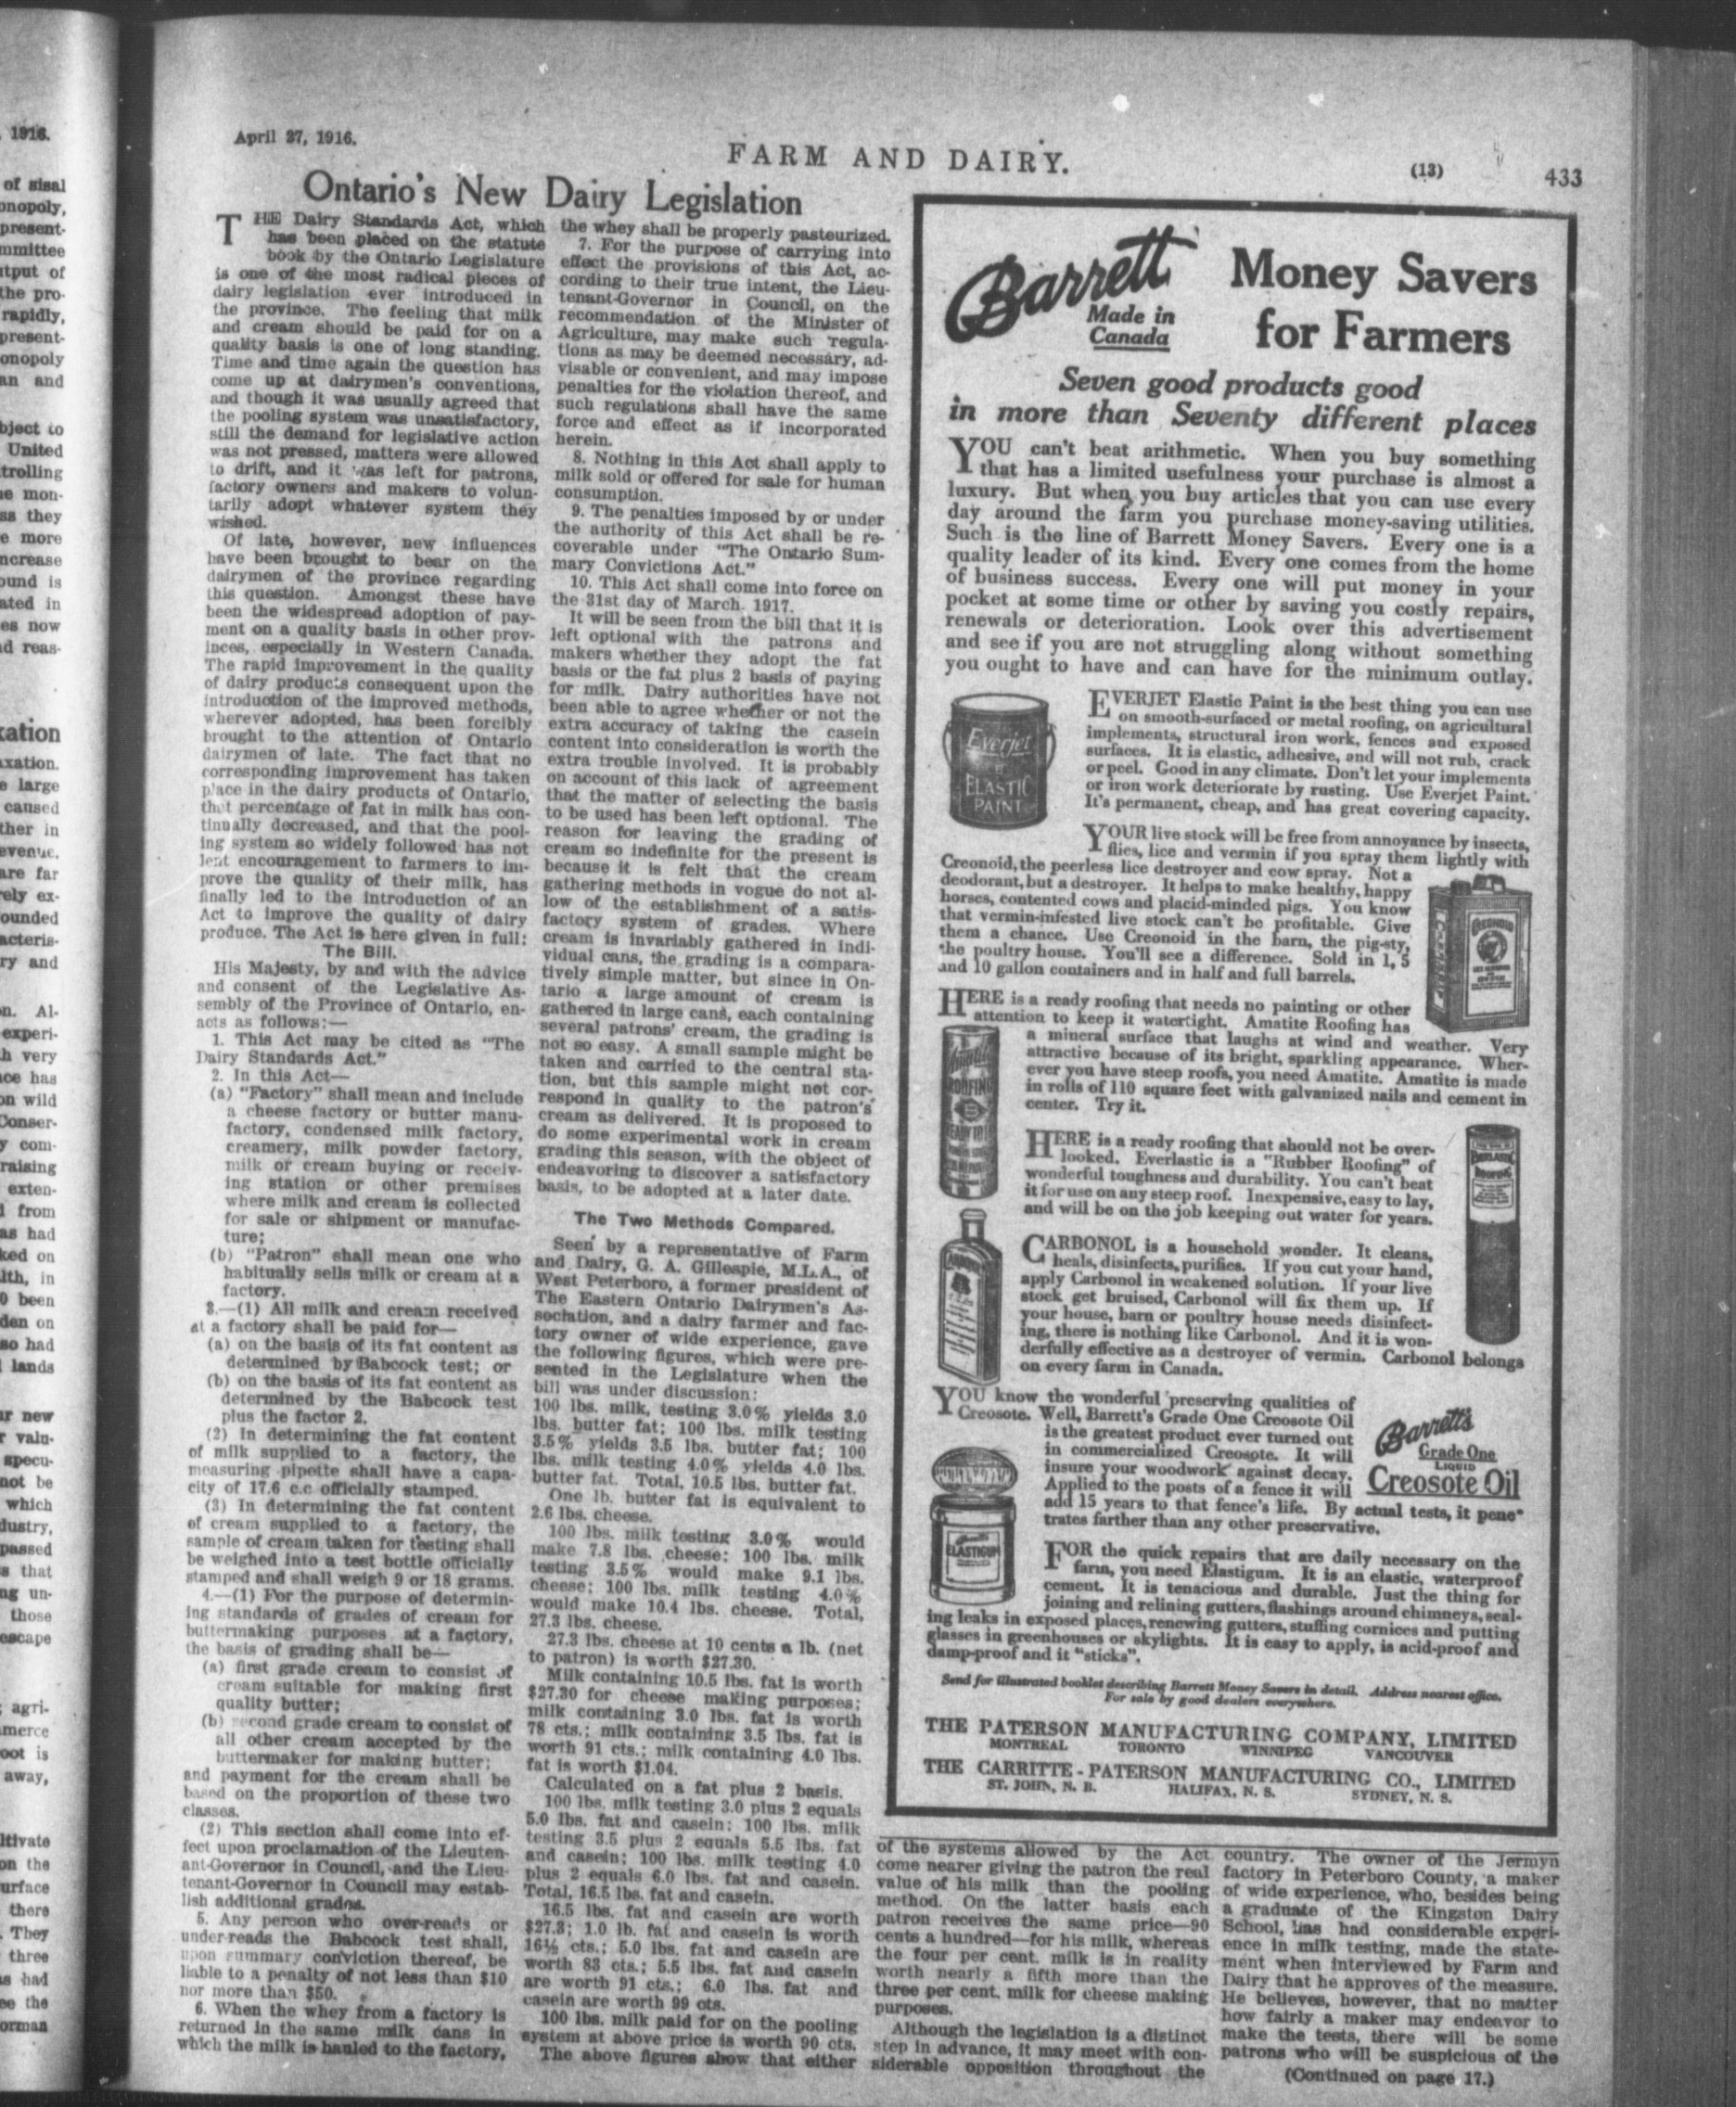 April 27, 1916.
FARM AND DAIRY.
(13)
433
Ontario's New Dairy Legislation
THE Dairy Standards Act, which
has been placed on the statute
book by the Ontario Legislature
is one of the most radical pieces of
dairy legislation ever introduced in
the province. The feeling that milk
and cream should be paid for on a
quality basis is one of long standing.
Time and time again the question has
come up at dairymen's conventions,
and though it was usually agreed that
the pooling system was unsatisfactory,
still the demand for legislative action
was not pressed, matters were allowed
to drift, and it was left for patrons,
factory owners and makers to volun-
tarily adopt whatever system they
wished.
Of late, however, new influences
have been brought to bear on the
dairymen of the province regarding
this question. Amongst these have
been the widespread adoption of pay-
ment on a quality basis in other prov-
inces, especially in Western Canada.
The rapid improvement in the quality
of dairy products consequent upon the
introduction of the improved methods,
wherever adopted, has been forcibly
brought to the attention of Ontario
dairymen of late. The fact that no
corresponding improvement has taken
place in the dairy products of Ontario,
that percentage of fat in milk has con-
tinually decreased, and that the pool-
ing system so widely followed has not
lent encouragement to farmers to im-
prove the quality of their milk, has
finally led to the introduction of an
Act to improve the quality of dairy
produce. The Act is here given in full:
The Bill.
His Majesty, by and with the advice
and consent of the Legislative As-
sembly of the Province of Ontario, en-
acts as follows:—
1. This Act may be cited as "The
Dairy Standards Act."
2. In this Act—
(a) "Factory" shall mean and include
a cheese factory or butter manu-
factory, condensed milk factory,
creamery, milk powder factory,
milk or cream buying or receiv-
ing station or other premises
where milk and cream is collected
for sale or shipment or manufac-
ture;
(b) "Patron" shall mean one who
habitually sells milk or cream at a
factory.
3.—(1) All milk and cream received
at a factory shall be paid for—
(a) on the basis of its fat content as
determined by Babcock test; or
(b) on the basis of its fat content as
determined by the Babcock test
plus the factor 2.
(2) In determining the fat content
of milk supplied to a factory, the
measuring pipette shall have a capa-
city of 17.6 c.c officially stamped.
(3) In determining the fat content
of cream supplied to a factory, the
sample of cream taken for testing shall
be weighed into a test bottle officially
stamped and shall weigh 9 or 18 grams.
4.—(1) For the purpose of determin-
ing standards of grades of cream for
buttermaking purposes at a factory,
the basis of grading shall be—
(a) first grade cream to consist of
cream suitable for making first
quality butter;
(b) second grade cream to consist of
all other cream accepted by the
buttermaker for making butter;
and payment for the cream shall be
based on the proportion of these two
classes.
(2) This section shall come into ef-
fect upon proclamation of the Lieuten-
ant-Governor in Council, and the Lieu-
tenant-Governor in Council may estab-
lish additional grades.
5. Any person who over-reads or
under-reads the Babcock test shall,
upon summary conviction thereof, be
liable to a penalty of not less than $10
nor more than $50.
6. When the whey from a factory is
returned in the same milk cans in
which the milk is hauled to the factory,
the whey shall be properly pasteurized.
7. For the purpose of carrying into
effect the provisions of this Act, ac-
cording to their true intent, the Lieu-
tenant-Governor in Council, on the
recommendation of the Minister of
Agriculture, may make such regula-
tions as may be deemed necessary, ad-
visable or convenient, and may impose
penalties for the violation thereof, and
such regulations shall have the same
force and effect as if incorporated
herein.
8. Nothing in this Act shall apply to
milk sold or offered for sale for human
consumption.
9. The penalties imposed by or under
the authority of this Act shall be re-
coverable under "The Ontario Sum-
mary Convictions Act."
10. This Act shall come into force on
the 31st day of March. 1917.
It will be seen from the bill that it is
left optional with the patrons and
makers whether they adopt the fat
basis or the fat plus 2 basis of paying
for milk. Dairy authorities have not
been able to agree whether or not the
extra accuracy of taking the casein
content into consideration is worth the
extra trouble involved. It is probably
on account of this lack of agreement
that the matter of selecting the basis
to be used has been left optional. The
reason for leaving the grading of
cream so indefinite for the present is
because it is felt that the cream
gathering methods in vogue do not al-
low of the establishment of a satis-
factory system of grades. Where
cream is invariably gathered in indi-
vidual cans, the grading is a compara-
tively simple matter, but since in On-
tario a large amount of cream is
gathered in large cans, each containing
several patrons' cream, the grading is
not so easy. A small sample might be
taken and carried to the central sta-
tion, but this sample might not cor-
respond in quality to the patron's
cream as delivered. It is proposed to
do some experimental work in cream
grading this season, with the object of
endeavoring to discover a satisfactory
basis, to be adopted at a later date.
The Two Methods Compared.
Seen by a representative of Farm
and Dairy, G. A. Gillespie, M.L.A., of
West Peterboro, a former president of
The Eastern Ontario Dairymen's As-
sociation, and a dairy farmer and fac-
tory owner of wide experience, gave
the following figures, which were pre-
sented in the Legislature when the
bill was under discussion:
100 lbs. milk, testing 3.0% yields 3.0
lbs. butter fat; 100 lbs. milk testing
3.5% yields 3.5 lbs. butter fat; 100
lbs. milk testing 4.0% yields 4.0 lbs.
butter fat. Total, 10.5 lbs. butter fat.
One lb. butter fat is equivalent to
2.6 lbs. cheese.
100 lbs. milk testing 3.0% would
make 7.8 lbs. cheese; 100 lbs. milk
testing 3.5% would make 9.1 lbs.
cheese; 100 lbs. milk testing 4.0%
would make 10.4 lbs. cheese. Total,
27.3 lbs. cheese.
27.3 lbs. cheese at 10 cents a lb. (net
to patron) is worth $27.30.
Milk containing 10.5 lbs. fat is worth
$27.30 for cheese making purposes;
milk containing 3.0 lbs. fat is worth
78 cts.; milk containing 3.5 lbs. fat is
worth 91 cts.; milk containing 4.0 lbs.
fat is worth $1.04.
Calculated on a fat plus 2 basis.
100 lbs. milk testing 3.0 plus 2 equals
5.0 lbs. fat and casein; 100 lbs. milk
testing 3.5 plus 2 equals 5.5 lbs. fat
and casein; 100 lbs. milk testing 4.0
plus 2 equals 6.0 lbs. fat and casein.
Total, 16.5 lbs. fat and casein.
16.5 lbs. fat and casein are worth
$27.3; 1.0 lb. fat and casein is worth
16½ cts.; 5.0 lbs. fat and casein are
worth 83 cts.; 5.5 lbs. fat and casein
are worth 91 cts.; 6.0 lbs. fat and
casein are worth 99 cts.
100 lbs. milk paid for on the pooling
system at above price is worth 90 cts.
The above figures show that either
of the systems allowed by the Act
come nearer giving the patron the real
value of his milk than the pooling
method. On the latter basis each
patron receives the same price—90
cents a hundred—for his milk, whereas
the four per cent. milk is in reality
worth nearly a fifth more than the
three per cent. milk for cheese making
purposes.
Although the legislation is a distinct
step in advance, it may meet with con-
siderable opposition throughout the
country. The owner of the Jermyn
factory in Peterboro County, a maker
of wide experience, who, besides being
a graduate of the Kingston Dairy
School, has had considerable experi-
ence in milk testing, made the state-
ment when interviewed by Farm and
Dairy that he approves of the measure.
He believes, however, that no matter
how fairly a maker may endeavor to
make the tests, there will be some
patrons who will be suspicious of the
(Continued on page 17.)
Barrett
Made in
Canada
Money Savers
for Farmers
Seven good products good
in more than Seventy different places
YOU can't beat arithmetic. When you buy something
that has a limited usefulness your purchase is almost a
luxury. But when you buy articles that you can use every
day around the farm you purchase money-saving utilities.
Such is the line of Barrett Money Savers. Every one is a
quality leader of its kind. Every one comes from the home
of business success. Every one will put money in your
pocket at some time or other by saving you costly repairs,
renewals or deterioration. Look over this advertisement
and see if you are not struggling along without something
you ought to have and can have for the minimum outlay.
Everjet
ELASTIC
PAINT
EVERJET Elastic Paint is the best thing you can use
on smooth-surfaced or metal roofing, on agricultural
implements, structural iron work, fences and exposed
surfaces. It is elastic, adhesive, and will not rub, crack
or peel. Good in any climate. Don't let your implements
or iron work deteriorate by rusting. Use Everjet Paint.
It's permanent, cheap, and has great covering capacity.
YOUR live stock will be free from annoyance by insects,
flies, lice and vermin if you spray them lightly with
Creonoid, the peerless lice destroyer and cow spray. Not a
deodorant, but a destroyer. It helps to make healthy, happy
horses, contented cows and placid-minded pigs. You know
that vermin-infested live stock can't be profitable. Give
them a chance. Use Creonoid in the barn, the pig-sty,
the poultry house. You'll see a difference. Sold in 1, 5
and 10 gallon containers and in half and full barrels.
CREONOID
HERE is a ready roofing that needs no painting or other
attention to keep it watertight. Amatite Roofing has
a mineral surface that laughs at wind and weather. Very
attractive because of its bright, sparkling appearance. Wher-
ever you have steep roofs, you need Amatite. Amatite is made
in rolls of 110 square feet with galvanized nails and cement in
center. Try it.
Amatite
ROOFING
HERE is a ready roofing that should not be over-
looked. Everlastic is a "Rubber Roofing" of
wonderful toughness and durability. You can't beat
it for use on any steep roof. Inexpensive, easy to lay,
and will be on the job keeping out water for years.
EVERLASTIC
ROOFING
CARBONOL is a household wonder. It cleans,
heals, disinfects, purifies. If you cut your hand,
apply Carbonol in weakened solution. If your live
stock get bruised, Carbonol will fix them up. If
your house, barn or poultry house needs disinfect-
ing, there is nothing like Carbonol. And it is won-
derfully effective as a destroyer of vermin. Carbonol belongs
on every farm in Canada.
YOU know the wonderful preserving qualities of
Creosote. Well, Barrett's Grade One Creosote Oil
is the greatest product ever turned out
in commercialized Creosote. It will
insure your woodwork against decay.
Applied to the posts of a fence it will
add 15 years to that fence's life. By actual tests, it pene-
trates farther than any other preservative.
Barrett's
Grade One
LIQUID
Creosote Oil
ELASTIGUM
FOR the quick repairs that are daily necessary on the
farm, you need Elastigum. It is an elastic, waterproof
cement. It is tenacious and durable. Just the thing for
joining and relining gutters, flashings around chimneys, seal-
ing leaks in exposed places, renewing gutters, stuffing cornices and putting
glasses in greenhouses or skylights. It is easy to apply, is acid-proof and
damp-proof and it "sticks".
Send for illustrated booklet describing Barrett Money Savers in detail. Address nearest office.
For sale by good dealers everywhere.
THE PATERSON MANUFACTURING COMPANY, LIMITED
MONTREAL TORONTO WINNIPEG VANCOUVER
THE CARRITTE-PATERSON MANUFACTURING CO., LIMITED
ST. JOHN, N. B. HALIFAX, N. S. SYDNEY, N. S.